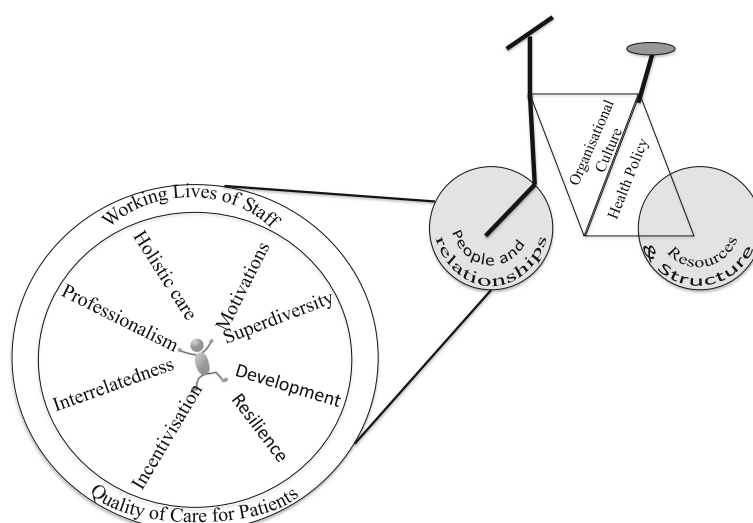 Working Lives of Staff
Holistic care
Motivations
Professionalism
Superdiversity
Interrelatedness
Development
Incentivisation
Resilience
Quality of Care for Patients
People and
relationships
Organisational
Culture
Health Policy
Resources
& Structure